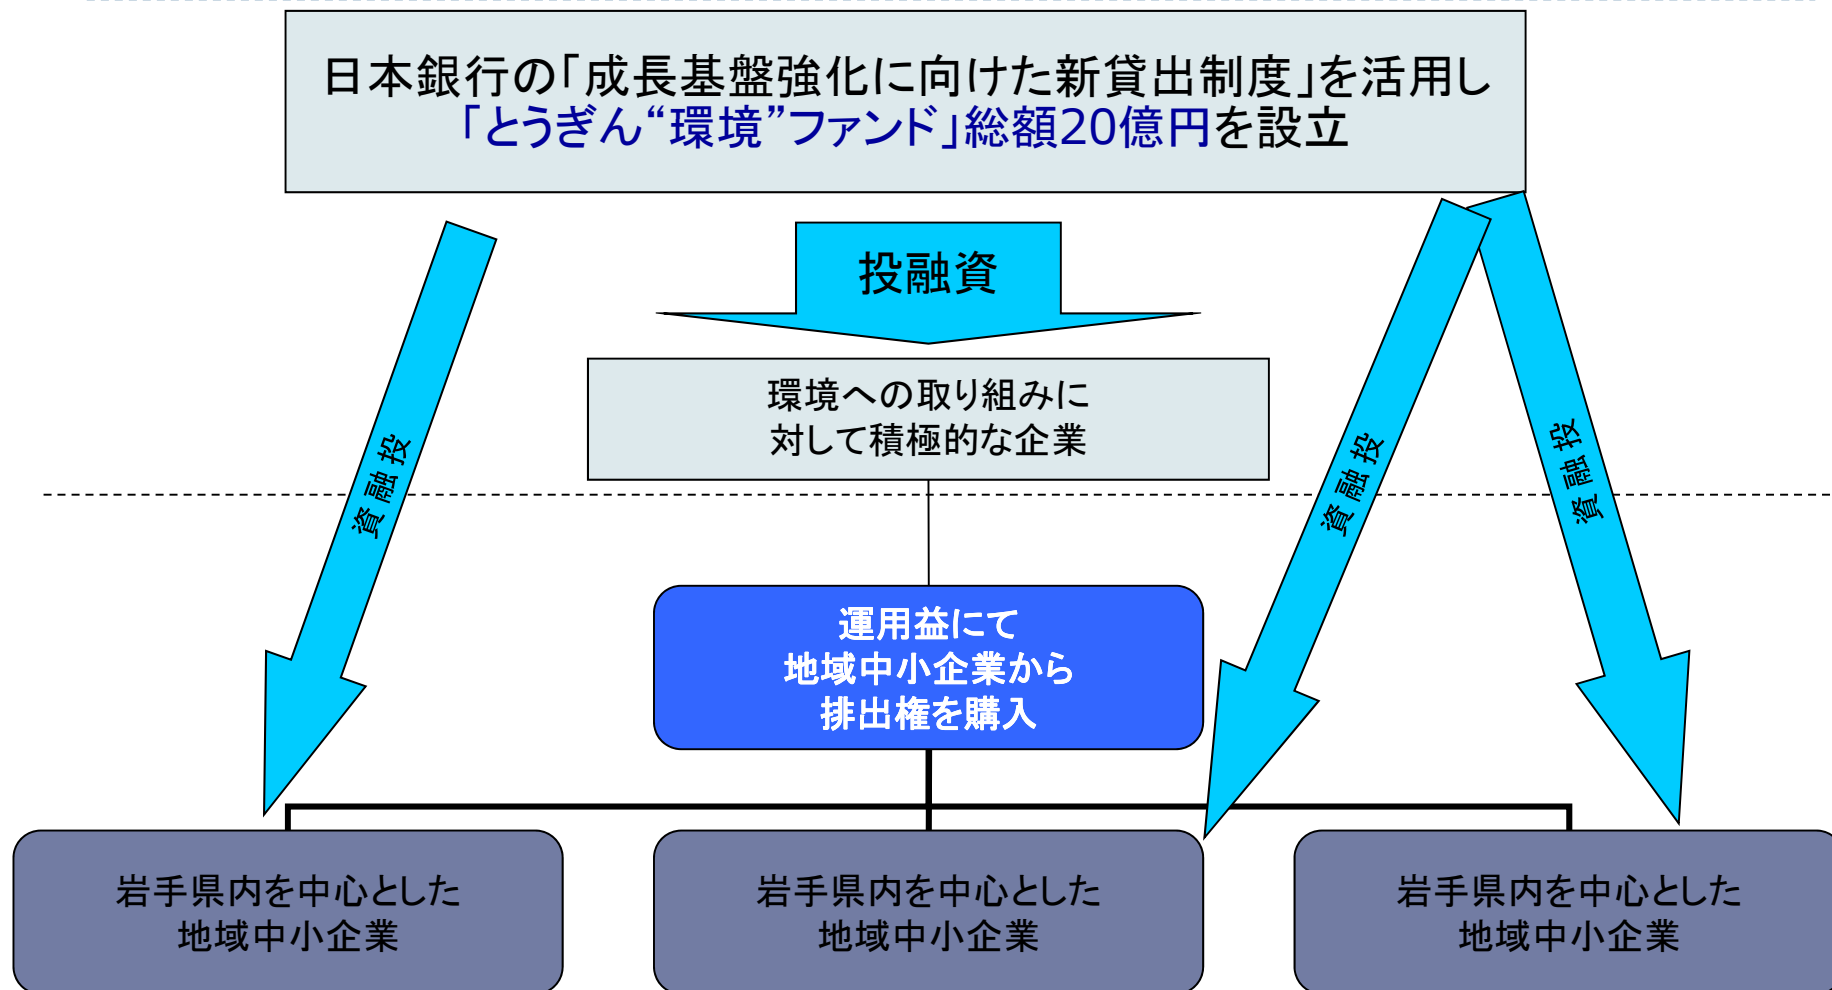 日本銀行の「成長基盤強化に向けた新貸出制度」を活用し
「とうぎん“環境”ファンド」総額20億円を設立
投融資
環境への取り組みに
対して積極的な企業
投融資
投融資
投融資
運用益にて
地域中小企業から
排出権を購入
岩手県内を中心とした
地域中小企業
岩手県内を中心とした
地域中小企業
岩手県内を中心とした
地域中小企業